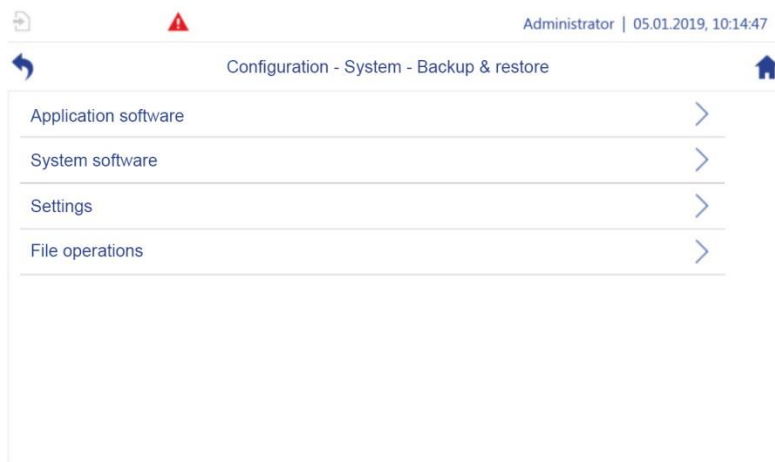 Administrator | 05.01.2019, 10:14:47
Configuration - System - Backup & restore
Application software
System software
Settings
File operations